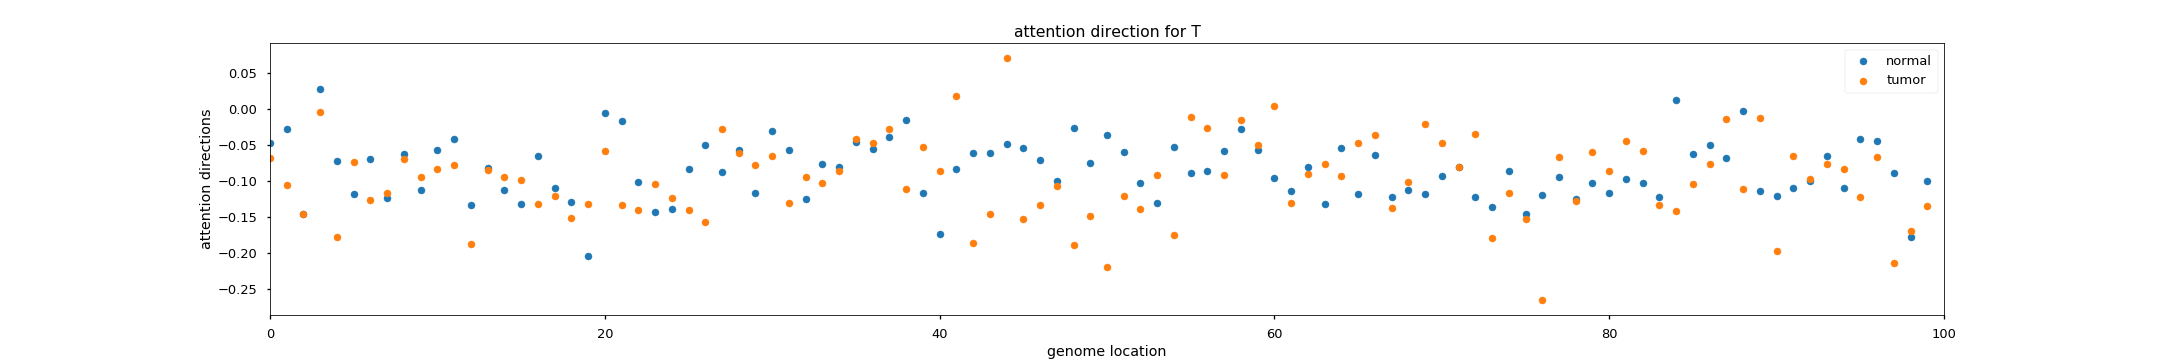 attention direction for T
normal
tumor
attention directions
0.05
0.00
−0.05
−0.10
−0.15
−0.20
−0.25
0 20 40 60 80 100
genome location